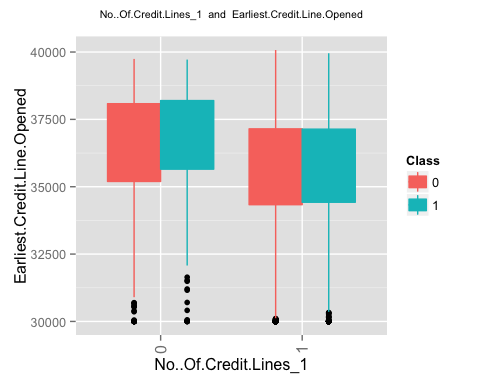 No..Of.Credit.Lines_1 and Earliest.Credit.Line.Opened
Earliest.Credit.Line.Opened
40000
37500
35000
32500
30000
0
1
No..Of.Credit.Lines_1
Class
0
1